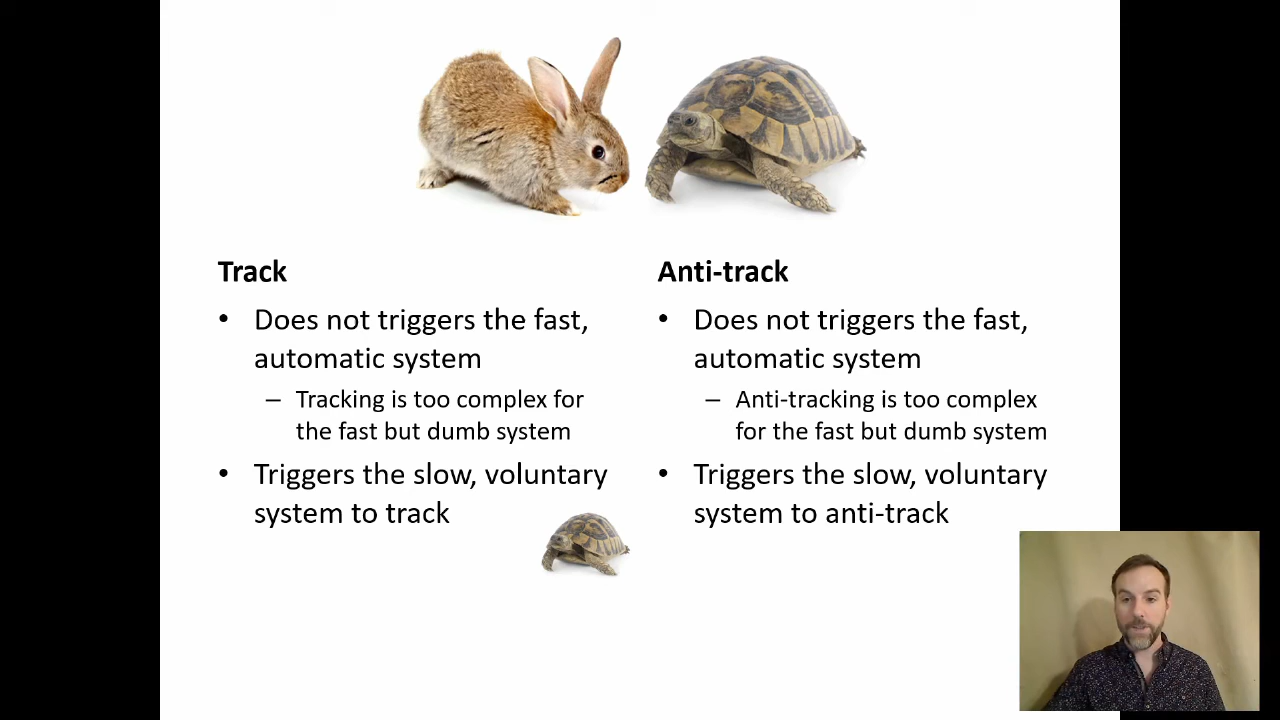 Track
• Does not triggers the fast,
automatic system
– Tracking is too complex for
the fast but dumb system
• Triggers the slow, voluntary
system to track
Anti-track
• Does not triggers the fast,
automatic system
– Anti-tracking is too complex
for the fast but dumb system
• Triggers the slow, voluntary
system to anti-track